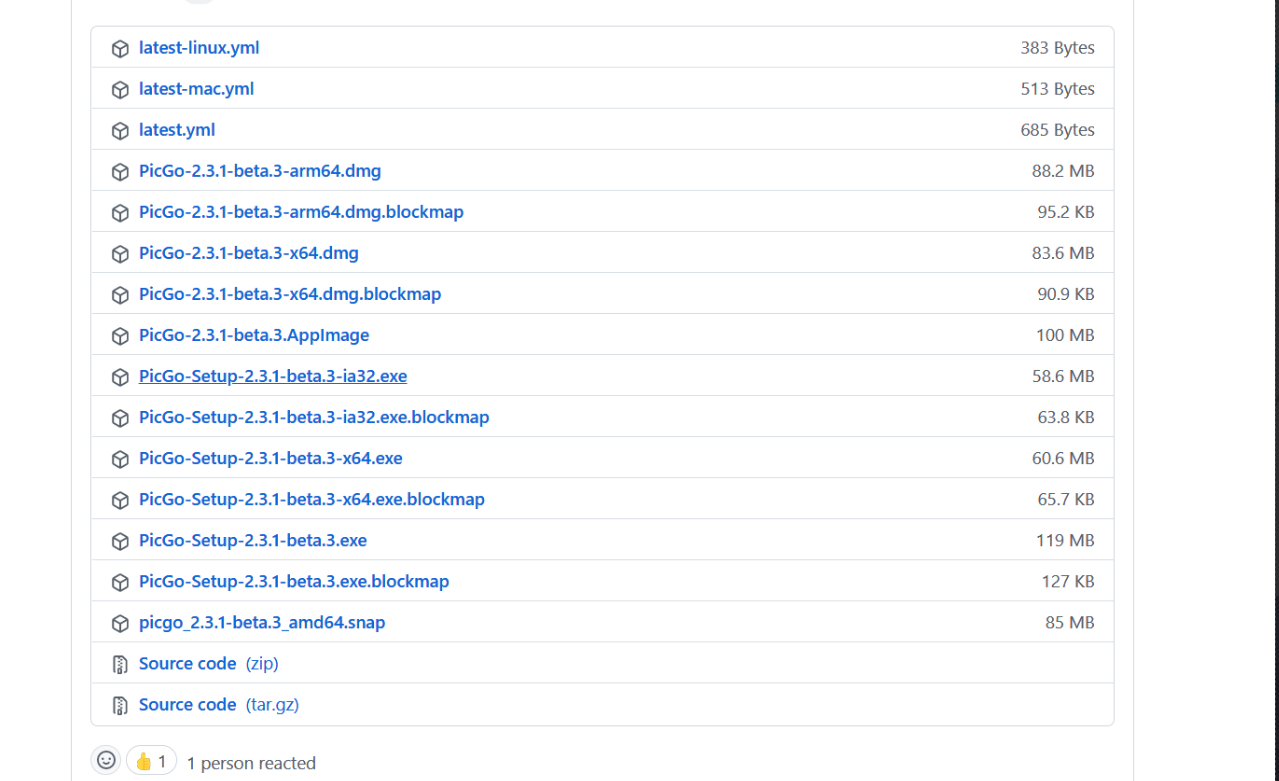 latest-linux.yml 383 Bytes
latest-mac.yml 513 Bytes
latest.yml 685 Bytes
PicGo-2.3.1-beta.3-arm64.dmg 88.2 MB
PicGo-2.3.1-beta.3-arm64.dmg.blockmap 95.2 KB
PicGo-2.3.1-beta.3-x64.dmg 83.6 MB
PicGo-2.3.1-beta.3-x64.dmg.blockmap 90.9 KB
PicGo-2.3.1-beta.3.AppImage 100 MB
PicGo-Setup-2.3.1-beta.3-ia32.exe 58.6 MB
PicGo-Setup-2.3.1-beta.3-ia32.exe.blockmap 63.8 KB
PicGo-Setup-2.3.1-beta.3-x64.exe 60.6 MB
PicGo-Setup-2.3.1-beta.3-x64.exe.blockmap 65.7 KB
PicGo-Setup-2.3.1-beta.3.exe 119 MB
PicGo-Setup-2.3.1-beta.3.exe.blockmap 127 KB
picgo_2.3.1-beta.3_amd64.snap 85 MB
Source code (zip)
Source code (tar.gz)
1 1 person reacted